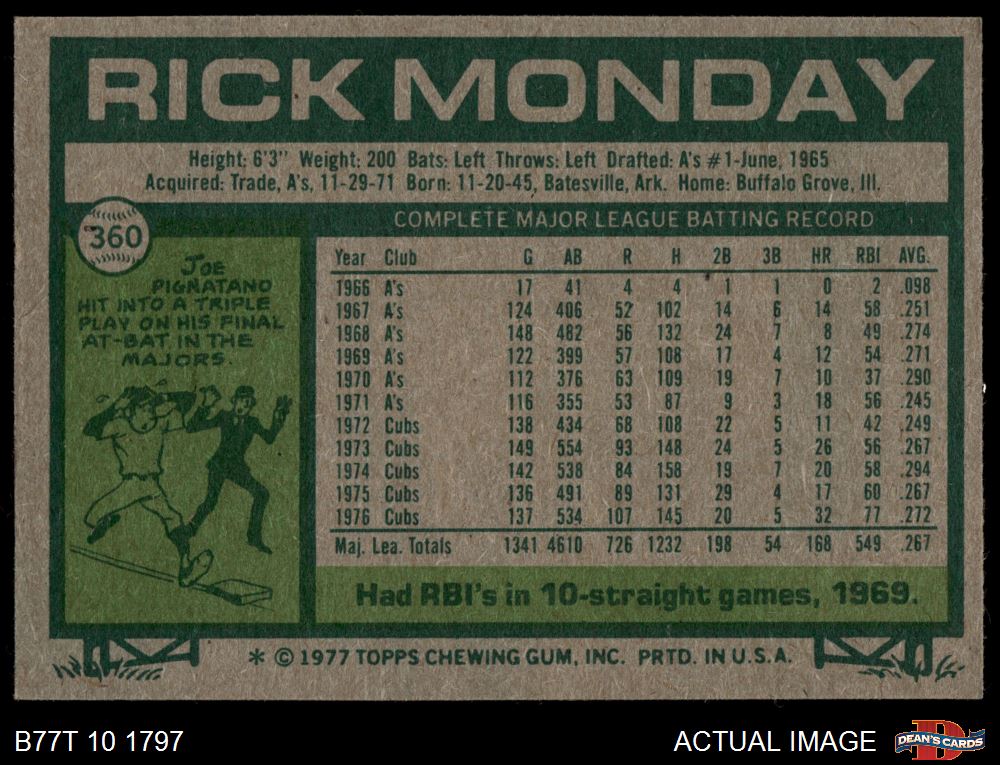 RICK MONDAY
Height: 6'3" Weight: 200 Bats: Left Throws: Left Drafted: A's #1-June, 1965
Acquired: Trade, A's, 11-29-71 Born: 11-20-45, Batesville, Ark. Home: Buffalo Grove, Ill.
360
JOE
PIGNATANO
HIT INTO A TRIPLE
PLAY ON HIS FINAL
AT-BAT IN THE
MAJORS.
COMPLETE MAJOR LEAGUE BATTING RECORD
Year Club G AB R H 2B 3B HR RBI AVG.
1966 A's 17 41 4 4 1 1 0 2 .098
1967 A's 124 406 52 102 14 6 14 58 .251
1968 A's 148 482 56 132 24 7 8 49 .274
1969 A's 122 399 57 108 17 4 12 54 .271
1970 A's 112 376 63 109 19 7 10 37 .290
1971 A's 116 355 53 87 9 3 18 56 .245
1972 Cubs 138 434 68 108 22 5 11 42 .249
1973 Cubs 149 554 93 148 24 5 26 56 .267
1974 Cubs 142 538 84 158 19 7 20 58 .294
1975 Cubs 136 491 89 131 29 4 17 60 .267
1976 Cubs 137 534 107 145 20 5 32 77 .272
Maj. Lea. Totals 1341 4610 726 1232 198 54 168 549 .267
Had RBI's in 10-straight games, 1969.
* © 1977 TOPPS CHEWING GUM, INC. PRTD. IN U.S.A.
B77T 10 1797
ACTUAL IMAGE
DEAN'S CARDS